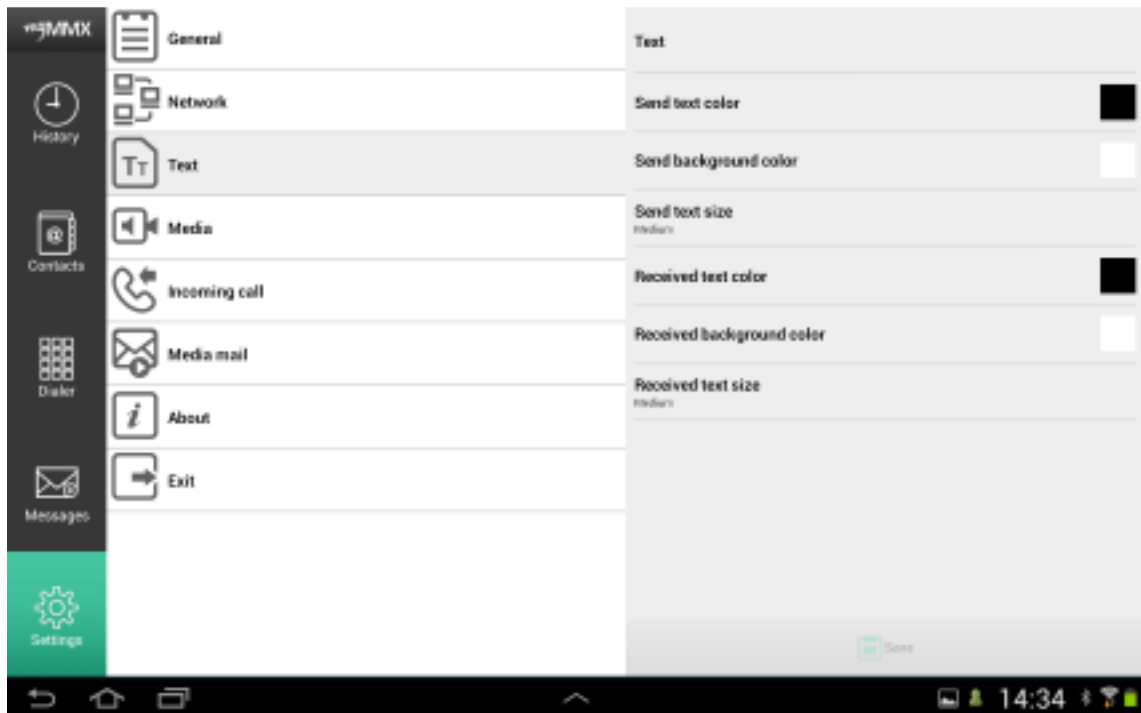 myMMX
History
Contacts
Dialer
Messages
Settings
General
Network
Text
Media
Incoming call
Media mail
About
Exit
Text
Send text color
Send background color
Send text size
Medium
Received text color
Received background color
Received text size
Medium
Save
14:34